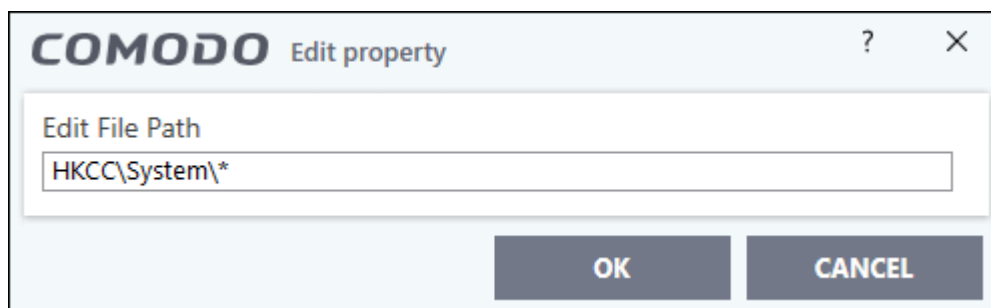 COMODO Edit property ? X
Edit File Path
HKCC\System\*
OK CANCEL